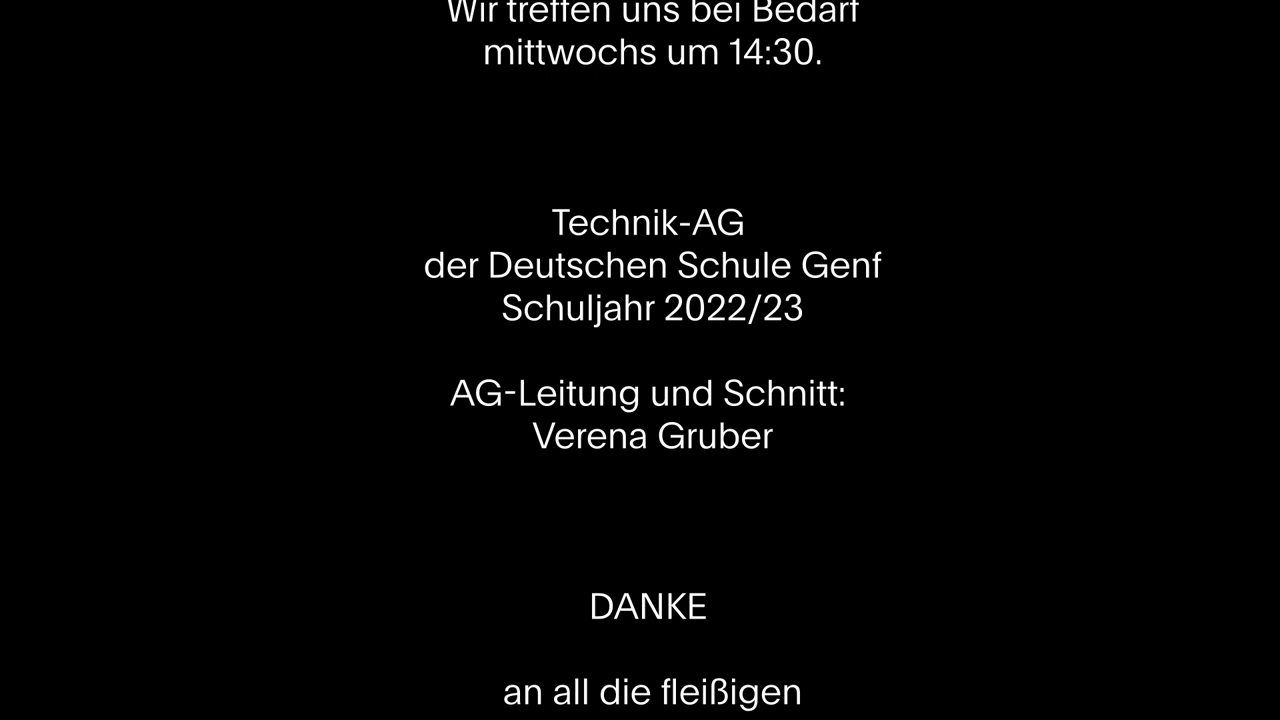 Wir treffen uns bei Bedarf
mittwochs um 14:30.
Technik-AG
der Deutschen Schule Genf
Schuljahr 2022/23
AG-Leitung und Schnitt:
Verena Gruber
DANKE
an all die fleißigen